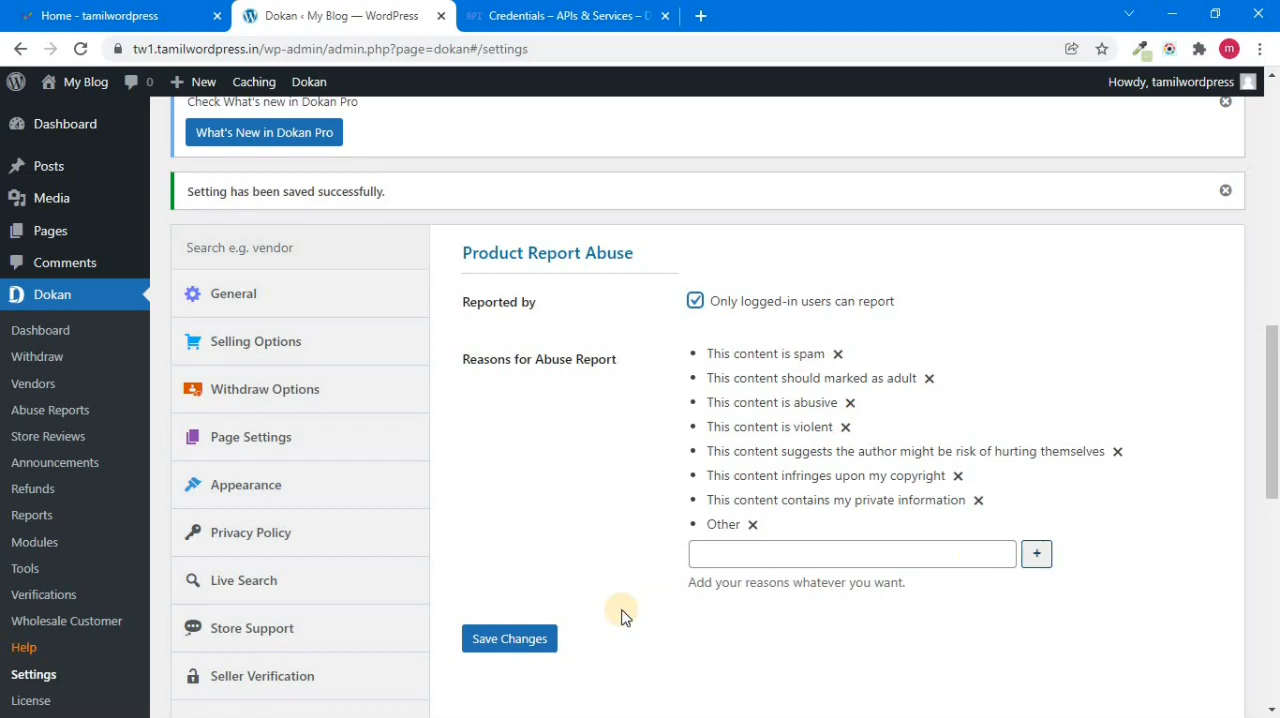 Home - tamilwordpress
Dokan ‹ My Blog — WordPress
API Credentials – APIs & Services – D
tw1.tamilwordpress.in/wp-admin/admin.php?page=dokan#/settings
m
My Blog
0
New
Caching
Dokan
Howdy, tamilwordpress
Dashboard
Posts
Media
Pages
Comments
Dokan
Dashboard
Withdraw
Vendors
Abuse Reports
Store Reviews
Announcements
Refunds
Reports
Modules
Tools
Verifications
Wholesale Customer
Help
Settings
License
Check What's new in Dokan Pro
What's New in Dokan Pro
Setting has been saved successfully.
Search e.g. vendor
General
Selling Options
Withdraw Options
Page Settings
Appearance
Privacy Policy
Live Search
Store Support
Seller Verification
Product Report Abuse
Reported by
Only logged-in users can report
Reasons for Abuse Report
This content is spam
This content should marked as adult
This content is abusive
This content is violent
This content suggests the author might be risk of hurting themselves
This content infringes upon my copyright
This content contains my private information
Other
+
Add your reasons whatever you want.
Save Changes